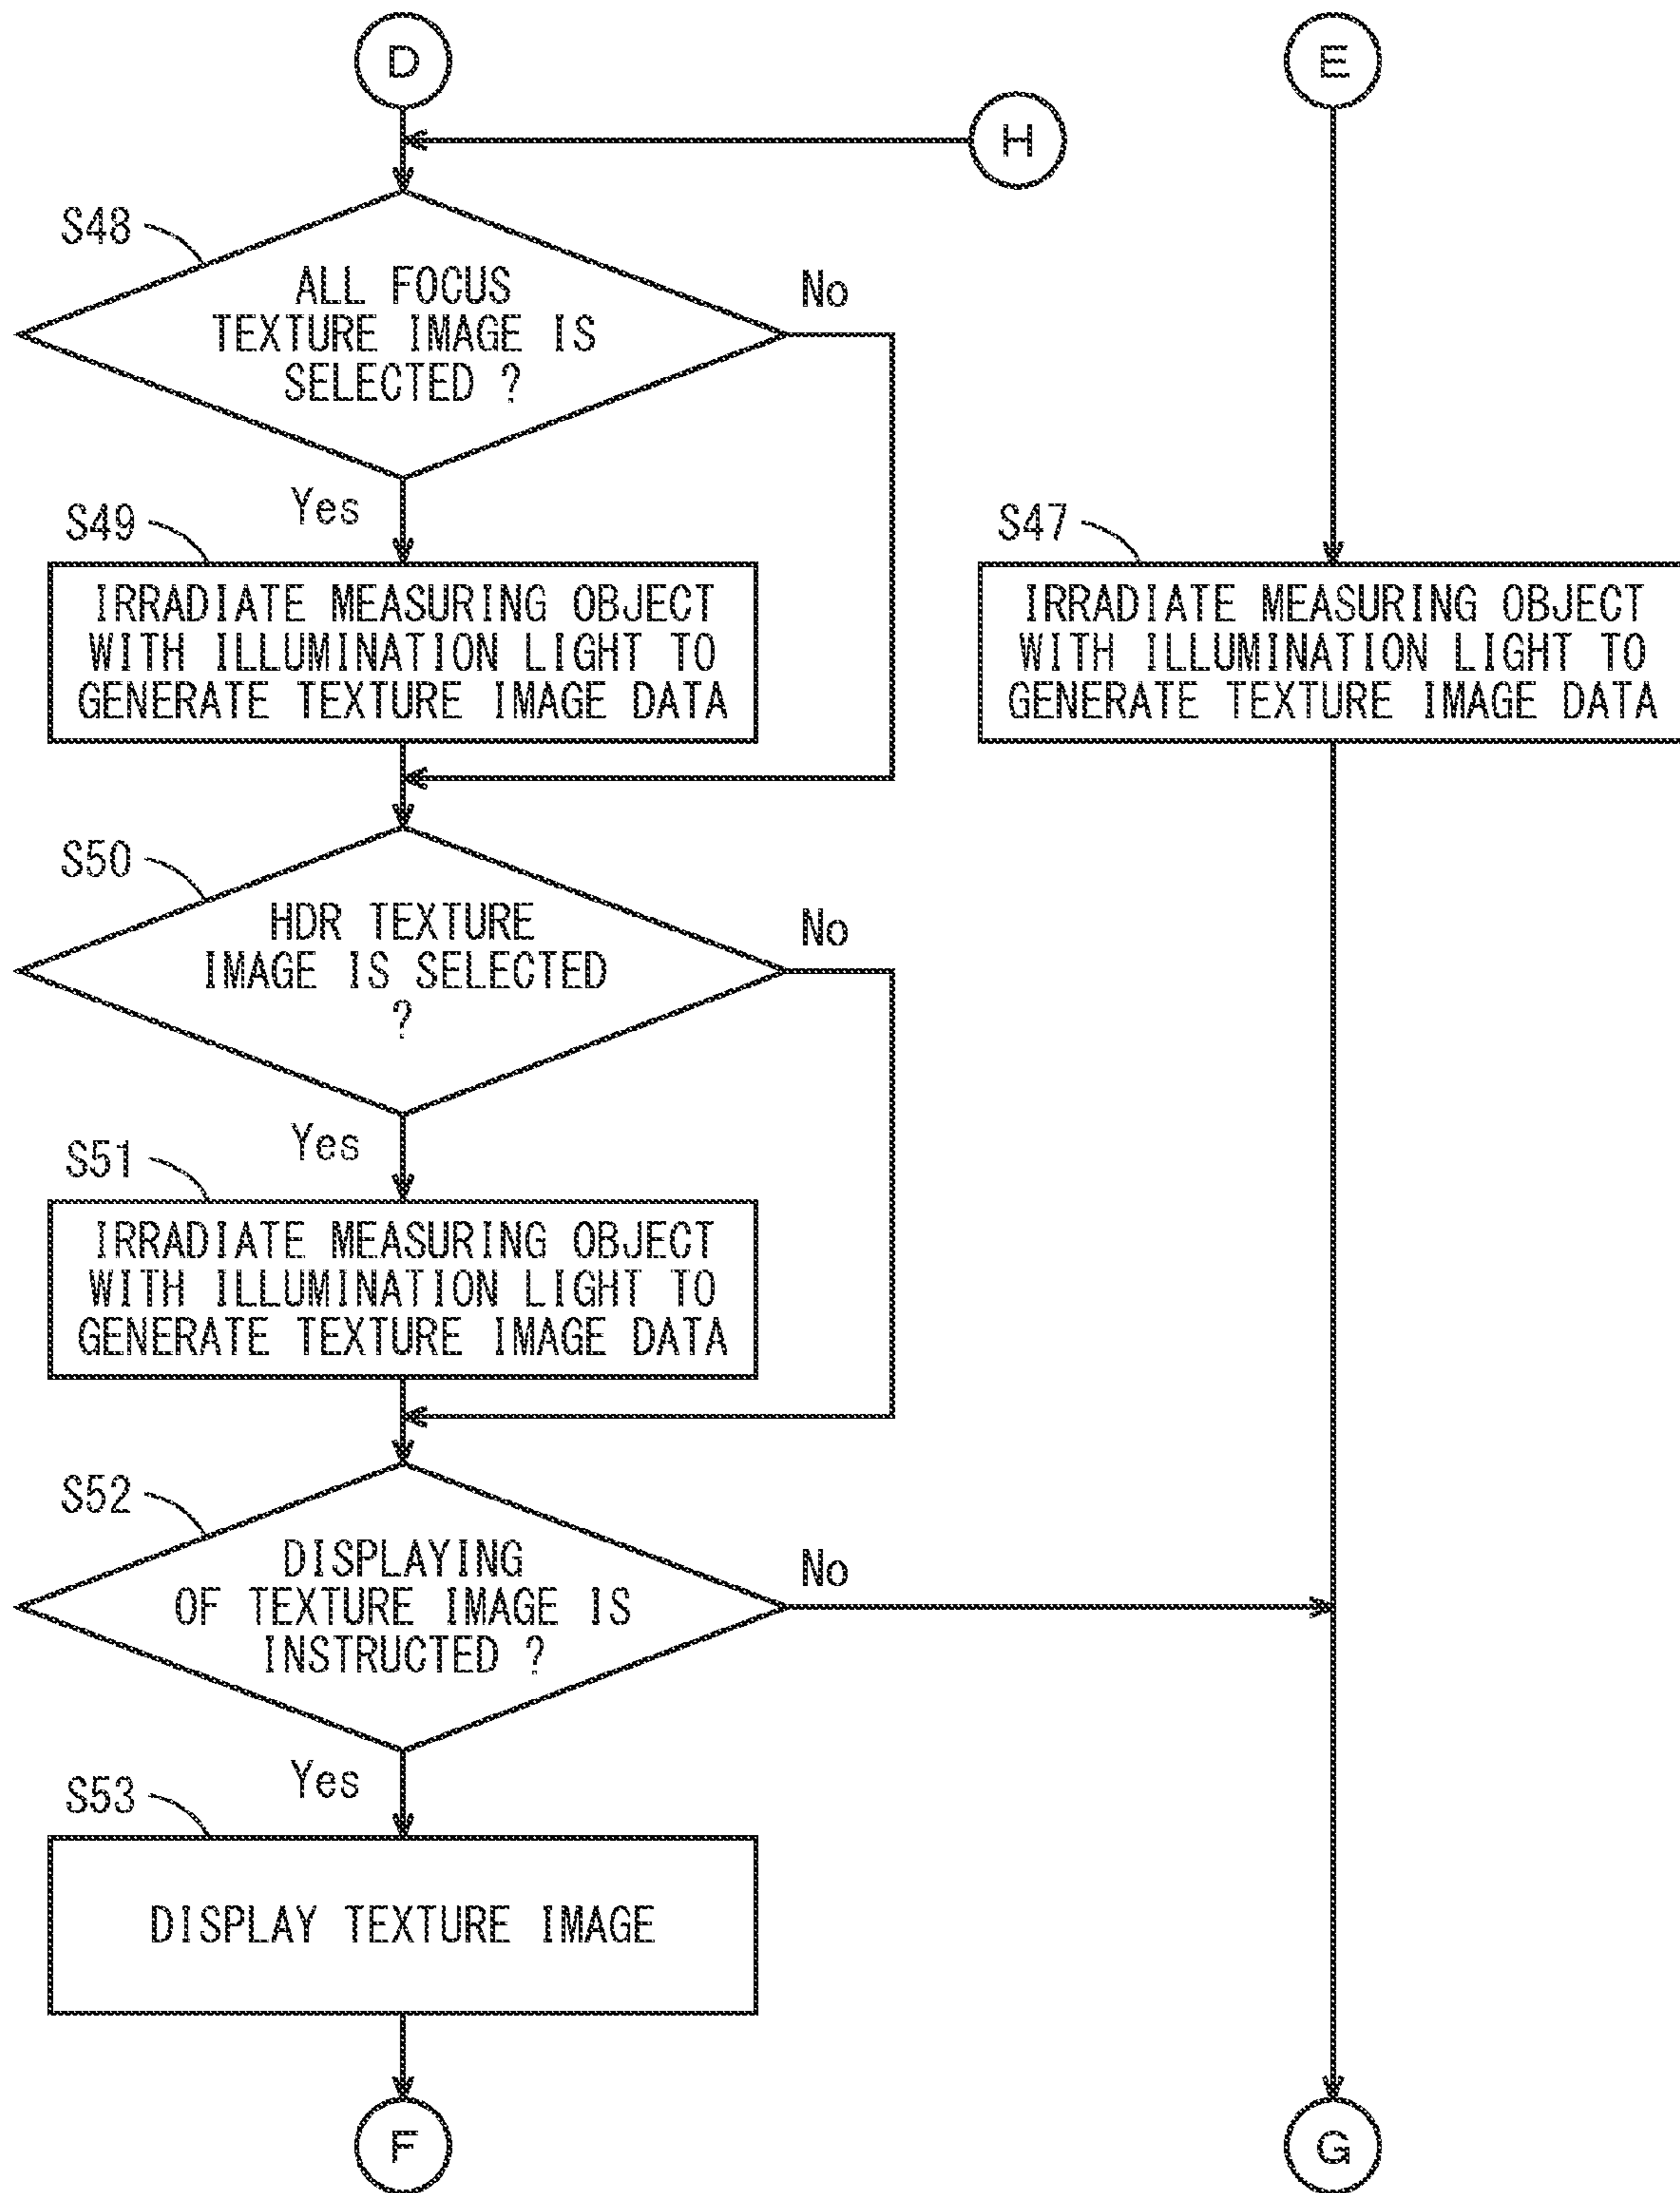 D
E
H
S48
ALL FOCUS
TEXTURE IMAGE IS
SELECTED ?
No
Yes
S49
IRRADIATE MEASURING OBJECT
WITH ILLUMINATION LIGHT TO
GENERATE TEXTURE IMAGE DATA
S47
IRRADIATE MEASURING OBJECT
WITH ILLUMINATION LIGHT TO
GENERATE TEXTURE IMAGE DATA
S50
HDR TEXTURE
IMAGE IS SELECTED
?
No
Yes
S51
IRRADIATE MEASURING OBJECT
WITH ILLUMINATION LIGHT TO
GENERATE TEXTURE IMAGE DATA
S52
DISPLAYING
OF TEXTURE IMAGE IS
INSTRUCTED ?
No
Yes
S53
DISPLAY TEXTURE IMAGE
F
G